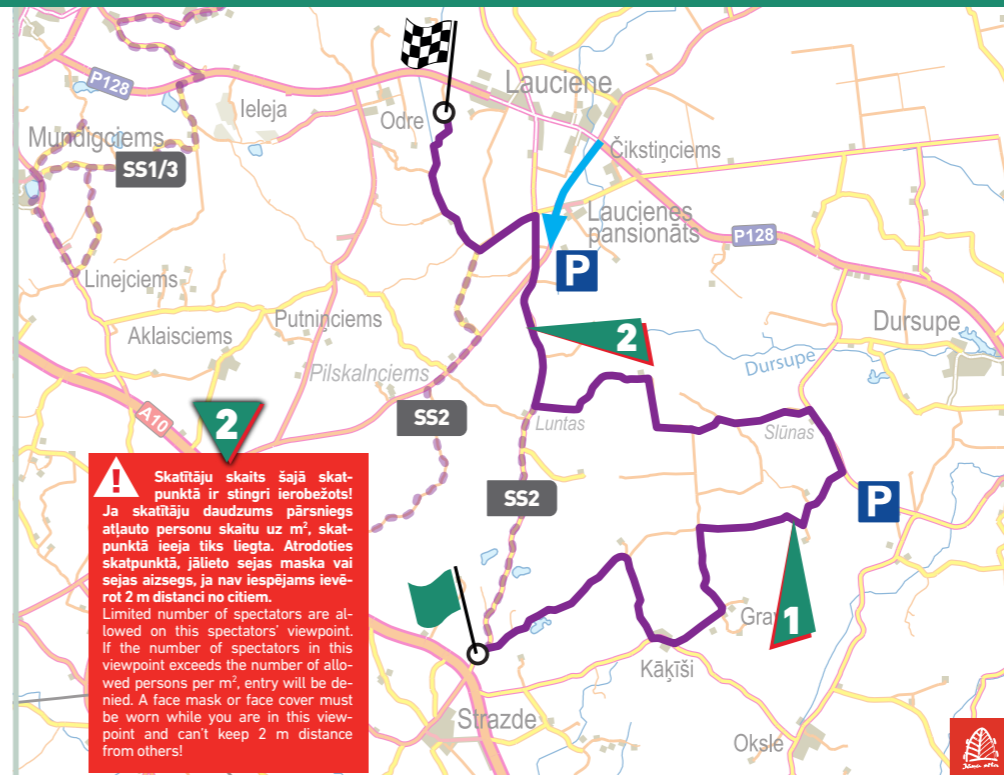 P128
Lauciene
Ieleja
Odre
Mundigciems
SS1/3
Čikstiņciems
Laucienes
pansionāts
P128
P
Linejciems
Putniņciems
Aklaisciems
Dursupe
2
Dursupe
Pilskalnciems
A10
SS2
Luntas
Slūnas
2
SS2
P
!
Skatītāju skaits šajā skat-
punktā ir stingri ierobežots!
Ja skatītāju daudzums pārsniegs
atļauto personu skaitu uz m², skat-
punktā ieeja tiks liegta. Atrodoties
skatpunktā, jālieto sejas maska vai
sejas aizsegs, ja nav iespējams ievē-
rot 2 m distanci no citiem.
Limited number of spectators are al-
lowed on this spectators' viewpoint.
If the number of spectators in this
viewpoint exceeds the number of allo-
wed persons per m², entry will be de-
nied. A face mask or face cover must
be worn while you are in this view-
point and can't keep 2 m distance
from others!
Gra
1
Kāķīši
Strazde
Oksle